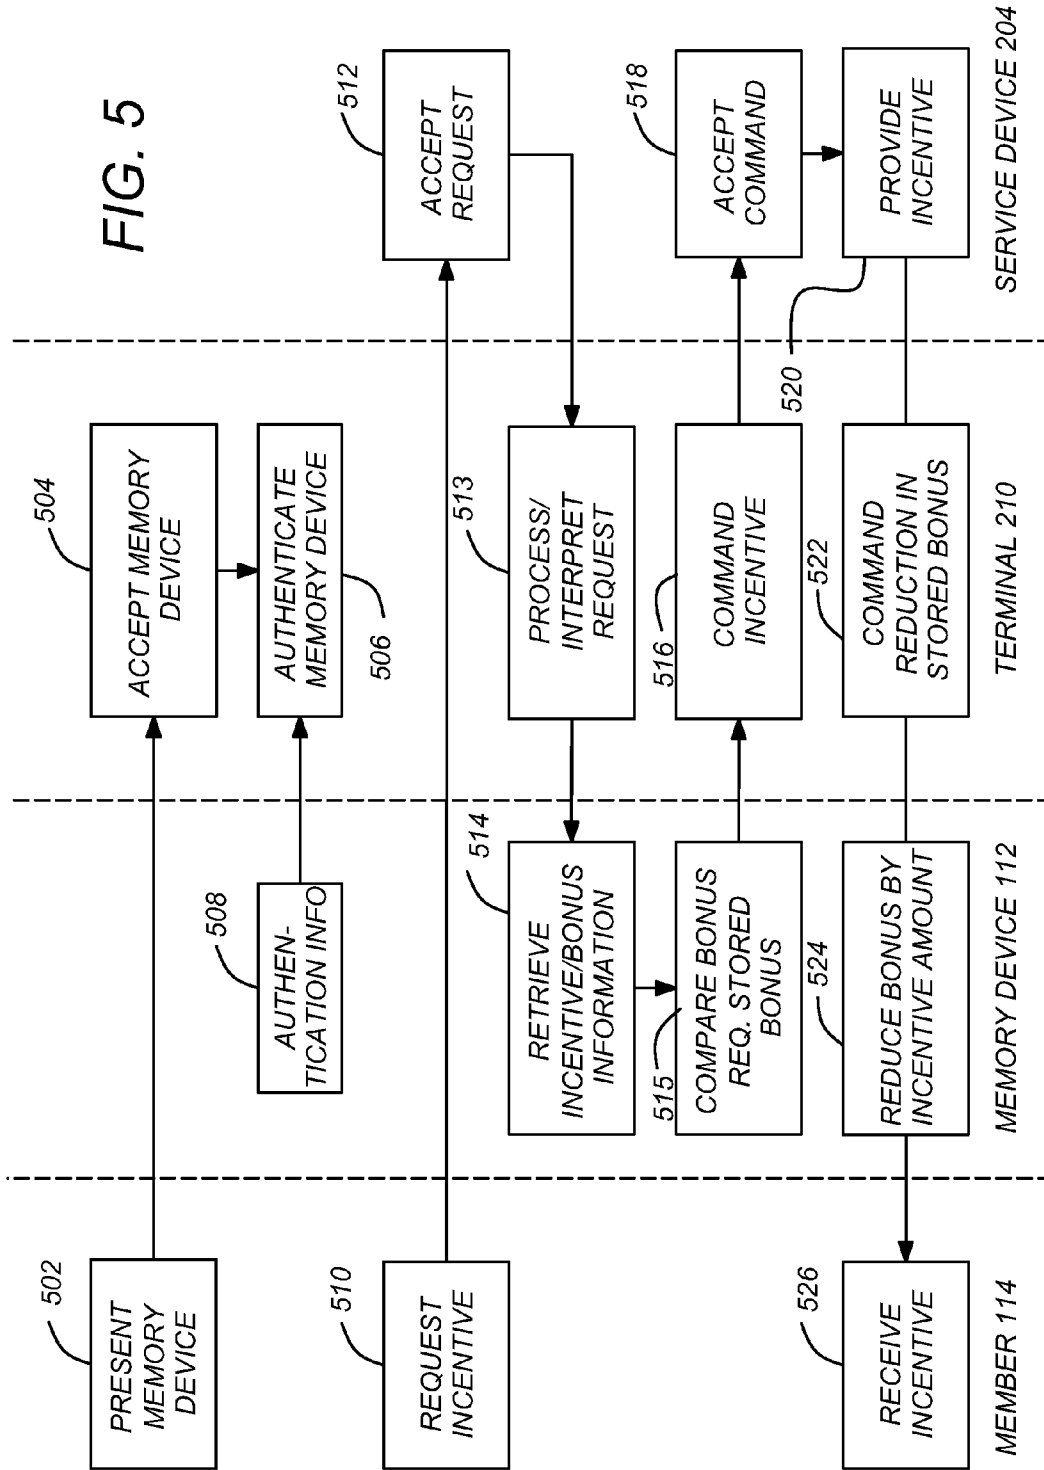 FIG. 5
502
PRESENT
MEMORY
DEVICE
504
ACCEPT MEMORY
DEVICE
508
AUTHEN-
TICATION INFO
AUTHENTICATE
MEMORY DEVICE
506
510
REQUEST
INCENTIVE
512
ACCEPT
REQUEST
513
PROCESS/
INTERPRET
REQUEST
514
RETRIEVE
INCENTIVE/BONUS
INFORMATION
515
COMPARE BONUS
REQ. STORED
BONUS
516
COMMAND
INCENTIVE
518
ACCEPT
COMMAND
520
PROVIDE
INCENTIVE
522
COMMAND
REDUCTION IN
STORED BONUS
524
REDUCE BONUS BY
INCENTIVE AMOUNT
526
RECEIVE
INCENTIVE
MEMBER 114
MEMORY DEVICE 112
TERMINAL 210
SERVICE DEVICE 204